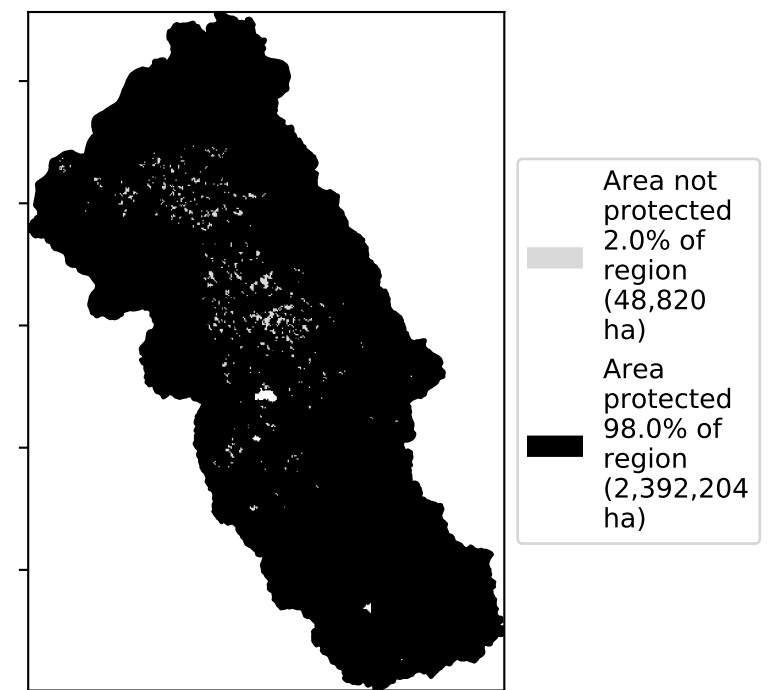 Area not
protected
2.0% of
region
(48,820
ha)
Area
protected
98.0% of
region
(2,392,204
ha)